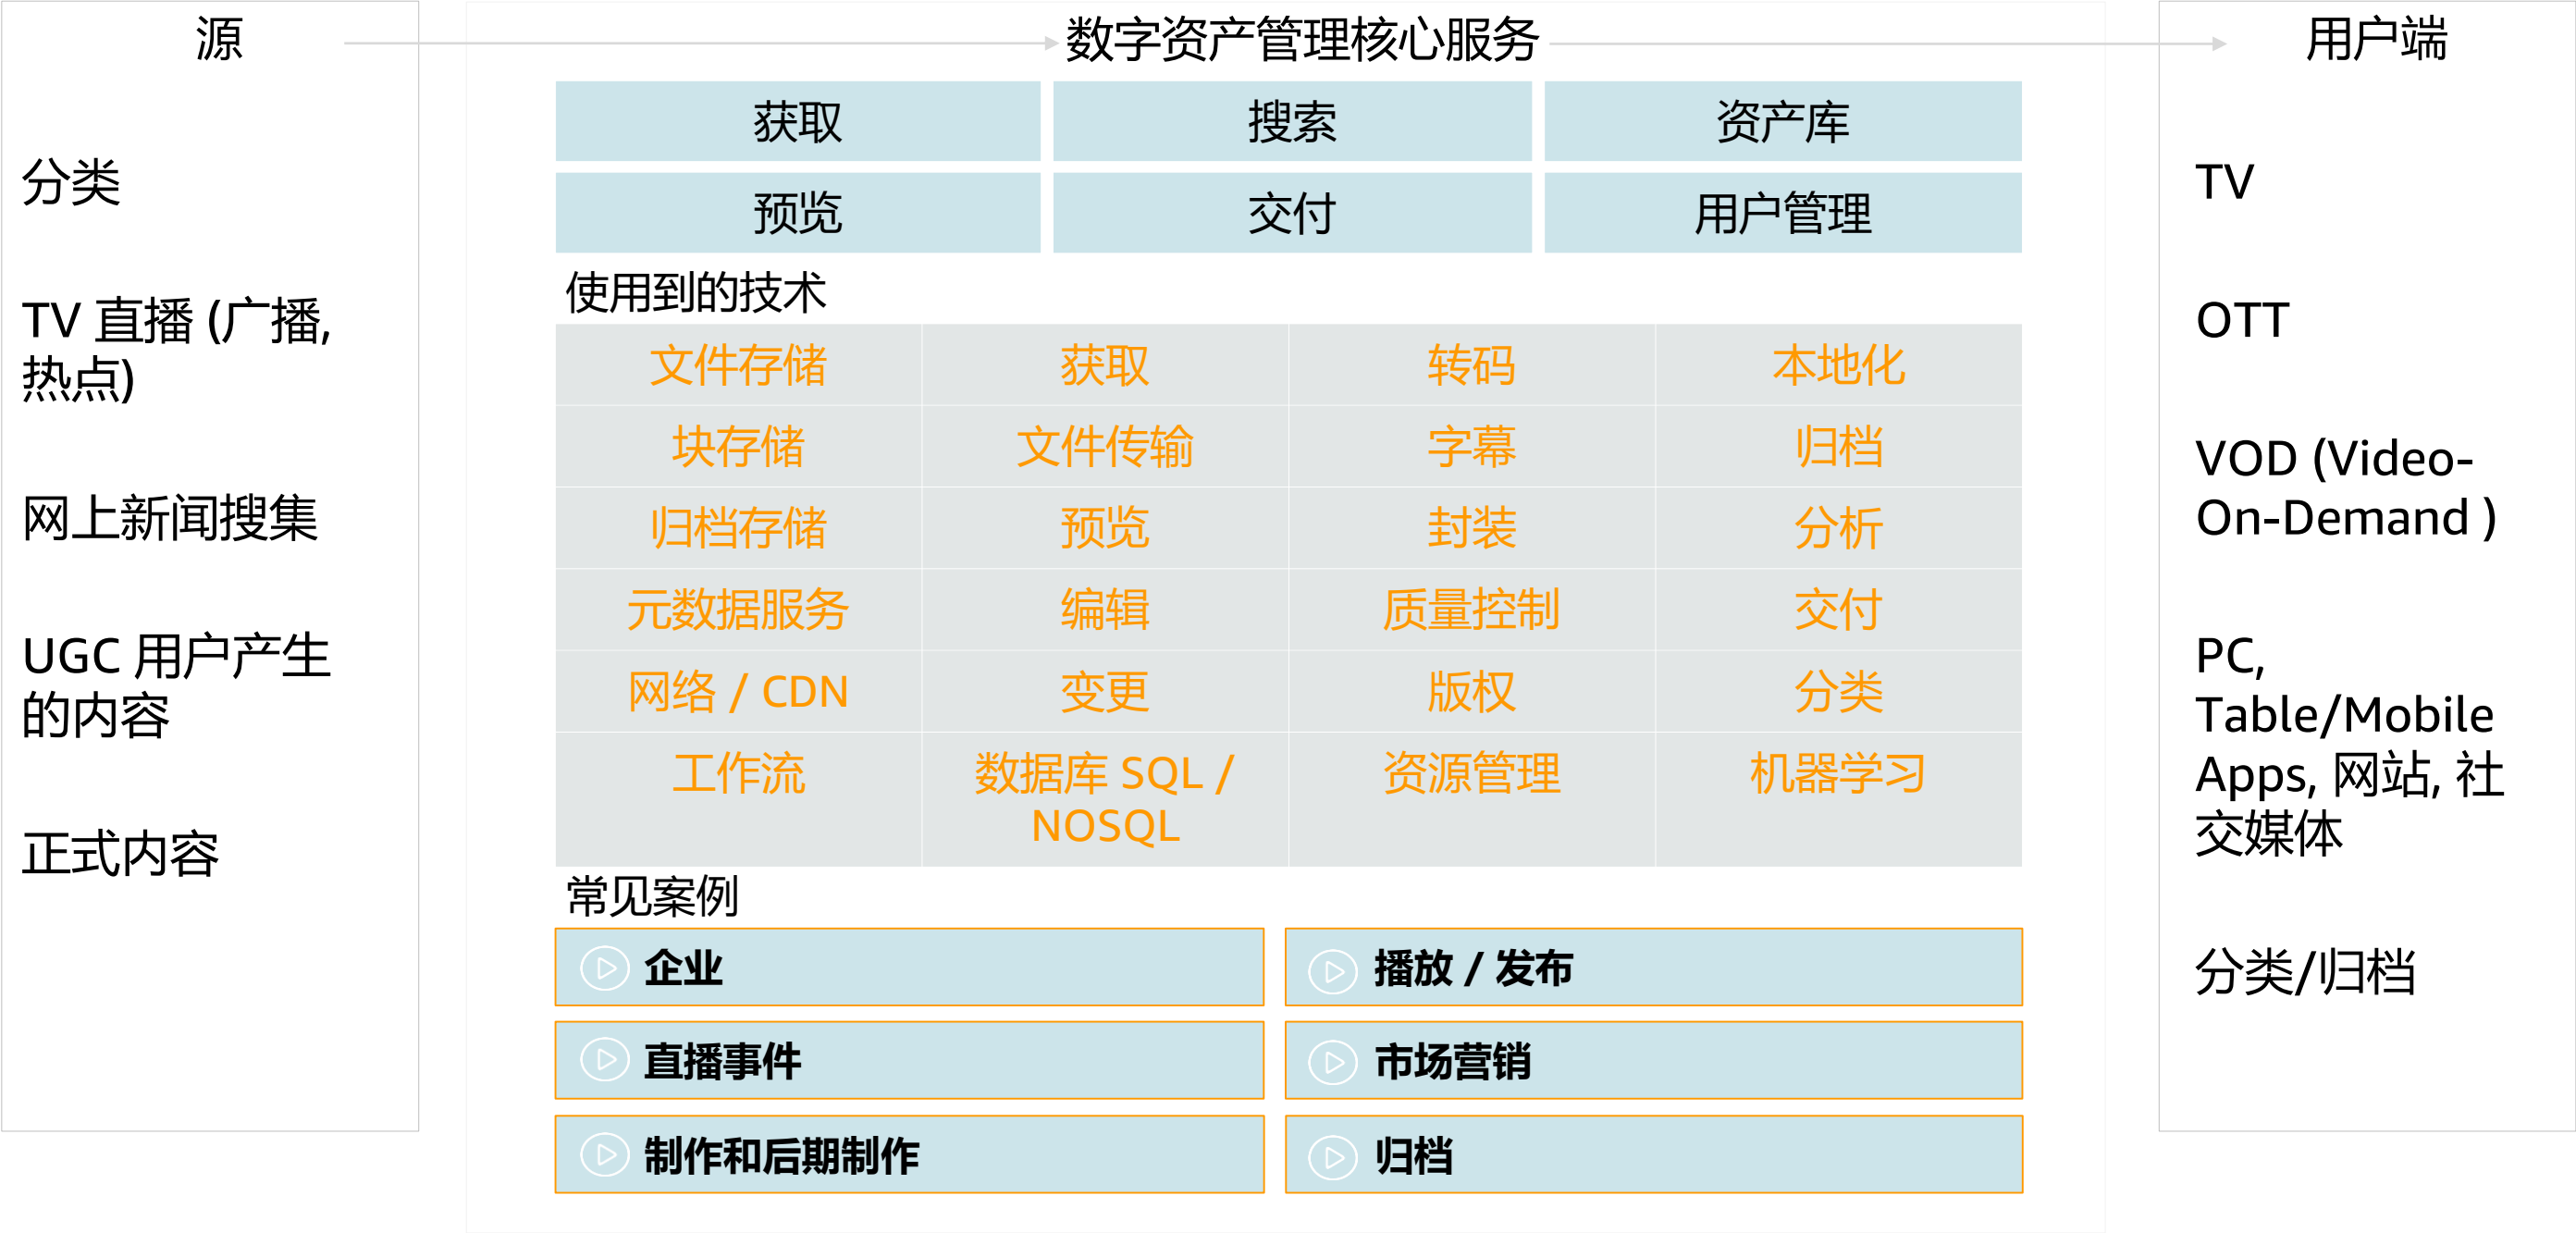 源
分类
TV 直播 (广播,
热点)
网上新闻搜集
UGC 用户产生
的内容
正式内容
数字资产管理核心服务
获取 搜索 资产库
预览 交付 用户管理
使用到的技术
文件存储 获取 转码 本地化
块存储 文件传输 字幕 归档
归档存储 预览 封装 分析
元数据服务 编辑 质量控制 交付
网络 / CDN 变更 版权 分类
工作流 数据库 SQL / 资源管理 机器学习
NOSQL
常见案例
企业 播放 / 发布
直播事件 市场营销
制作和后期制作 归档
用户端
TV
OTT
VOD (Video-
On-Demand )
PC,
Table/Mobile
Apps, 网站, 社
交媒体
分类/归档